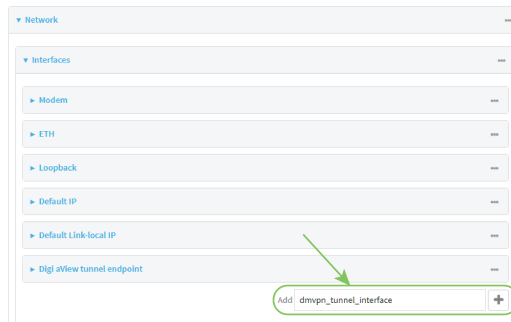 Network
Interfaces
Modem
ETH
Loopback
Default IP
Default Link-local IP
Digi aView tunnel endpoint
Add dmvpn_tunnel_interface